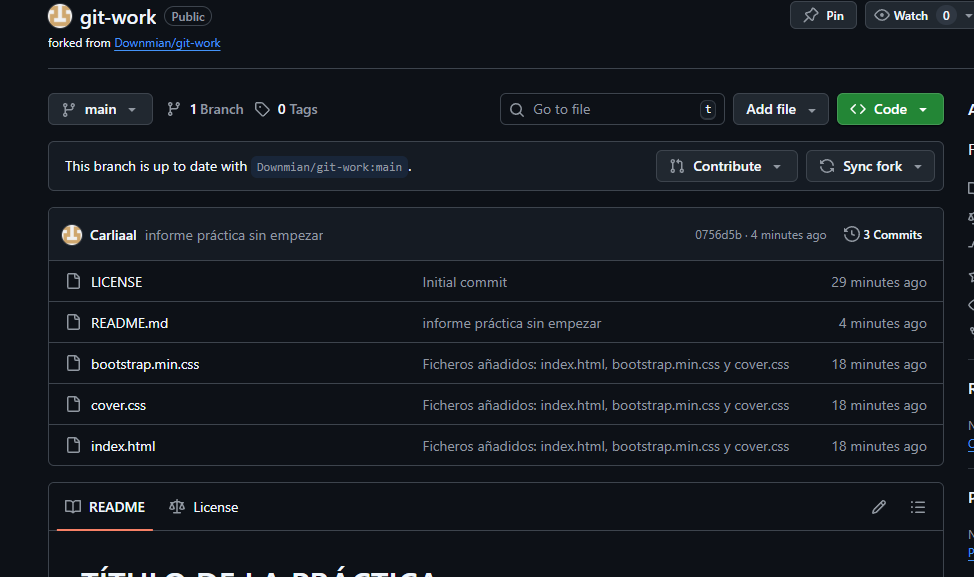 git-work Public
Pin
Watch 0
forked from Downmian/git-work
main
1 Branch
0 Tags
Go to file
t
Add file
Code
This branch is up to date with Downmian/git-work:main .
Contribute
Sync fork
Carliaal informe práctica sin empezar
0756d5b · 4 minutes ago
3 Commits
LICENSE
Initial commit
29 minutes ago
README.md
informe práctica sin empezar
4 minutes ago
bootstrap.min.css
Ficheros añadidos: index.html, bootstrap.min.css y cover.css
18 minutes ago
cover.css
Ficheros añadidos: index.html, bootstrap.min.css y cover.css
18 minutes ago
index.html
Ficheros añadidos: index.html, bootstrap.min.css y cover.css
18 minutes ago
README
License
TÍTULO DE LA PRÁCTICA